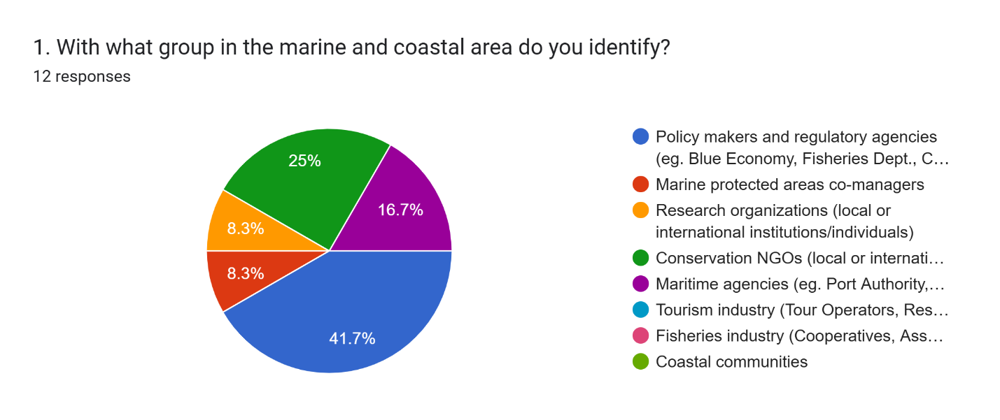 1. With what group in the marine and coastal area do you identify?
12 responses
25%
16.7%
8.3%
8.3%
41.7%
Policy makers and regulatory agencies
(eg. Blue Economy, Fisheries Dept., C…
Marine protected areas co-managers
Research organizations (local or
international institutions/individuals)
Conservation NGOs (local or internati…
Maritime agencies (eg. Port Authority,…
Tourism industry (Tour Operators, Res…
Fisheries industry (Cooperatives, Ass…
Coastal communities